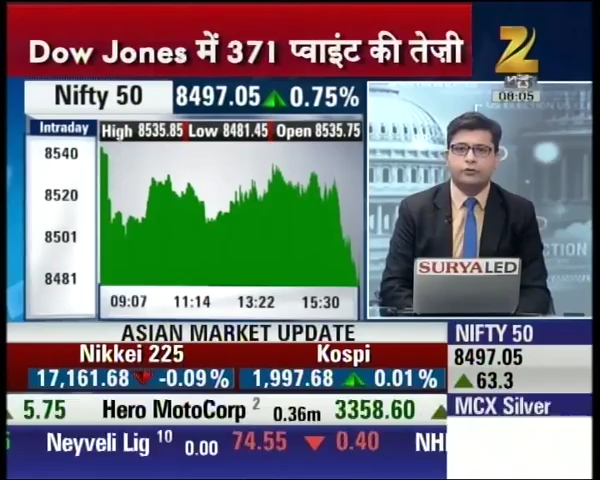 Dow Jones में 371 प्वाइंट की तेज़ी
08:05
Nifty 50 8497.05 ▲ 0.75%
Intraday High 8535.85 Low 8481.45 Open 8535.75
8540
8520
8501
8481
09:07 11:14 13:22 15:30
SURYA LED
ASIAN MARKET UPDATE
Nikkei 225
17,161.68 ▼ -0.09%
Kospi
1,997.68 ▲ 0.01%
NIFTY 50
8497.05
▲ 63.3
MCX Silver
▲ 5.75 Hero MotoCorp 2 0.36m 3358.60 ▲
Neyveli Lig 10 0.00 74.55 ▼ 0.40 NH